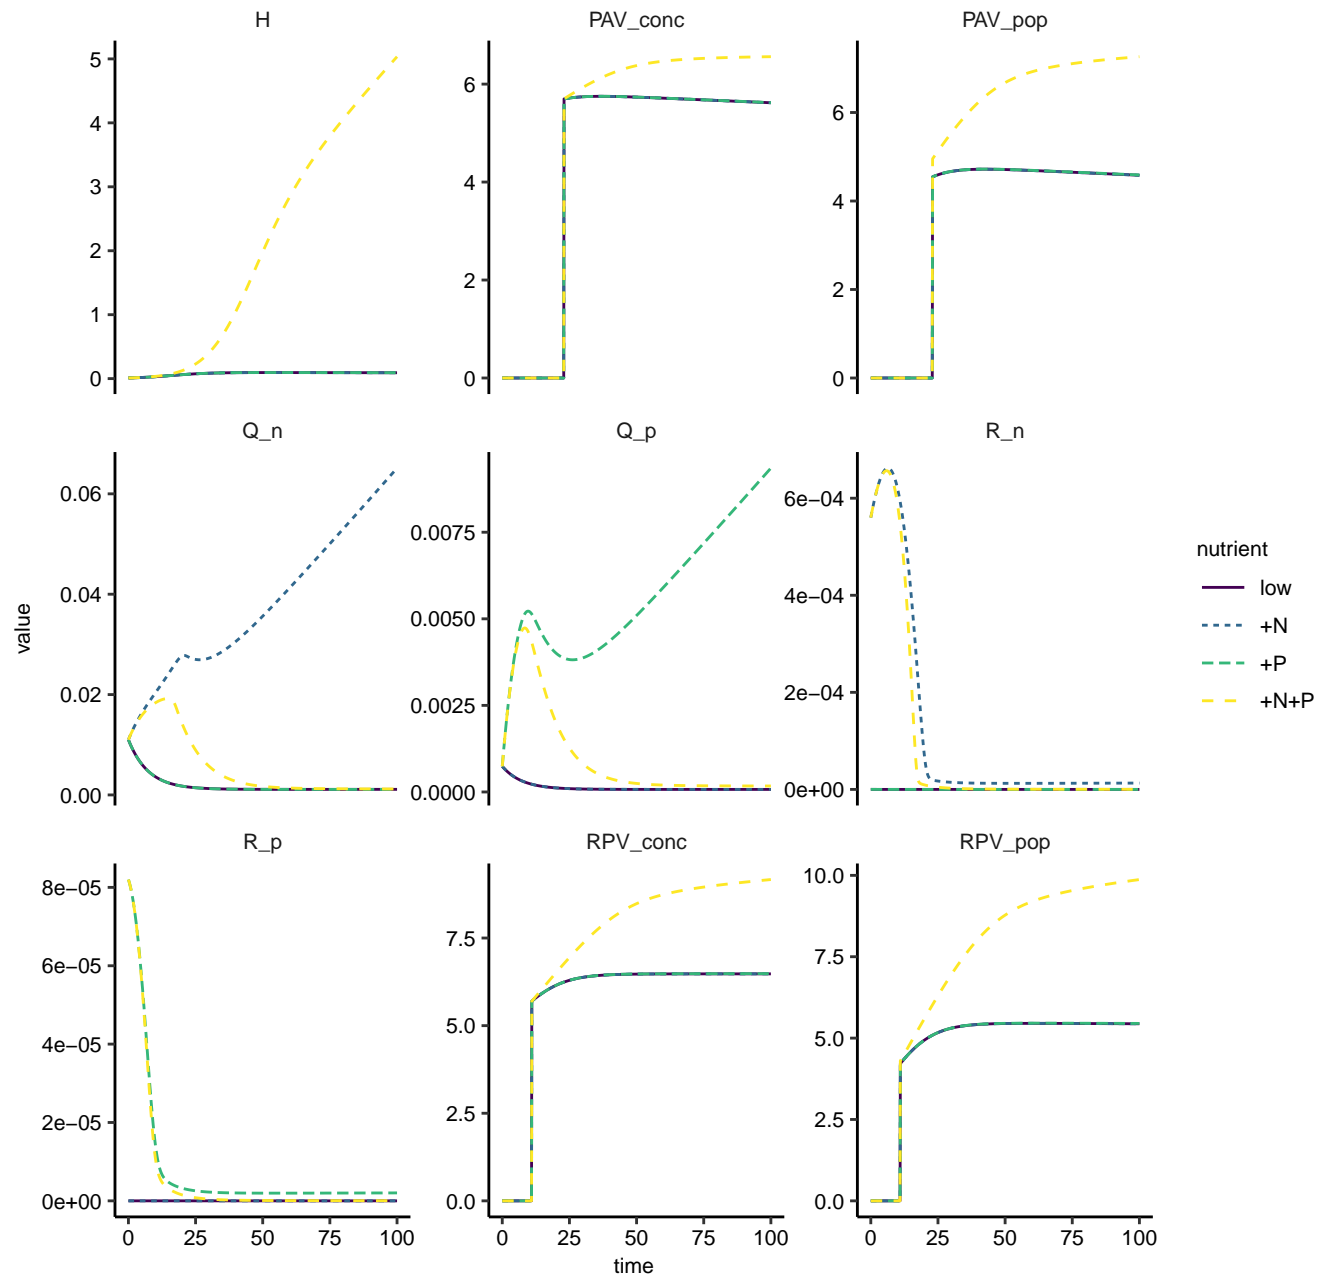 H
PAV_conc
PAV_pop
5
4
3
2
1
0
6
4
2
0
6
4
2
0
Q_n
Q_p
R_n
0.06
0.04
0.02
0.00
0.0075
0.0050
0.0025
0.0000
6e−04
4e−04
2e−04
0e+00
value
nutrient
low
+N
+P
+N+P
R_p
RPV_conc
RPV_pop
8e−05
6e−05
4e−05
2e−05
0e+00
7.5
5.0
2.5
0.0
10.0
7.5
5.0
2.5
0.0
0 25 50 75 100
0 25 50 75 100
0 25 50 75 100
time